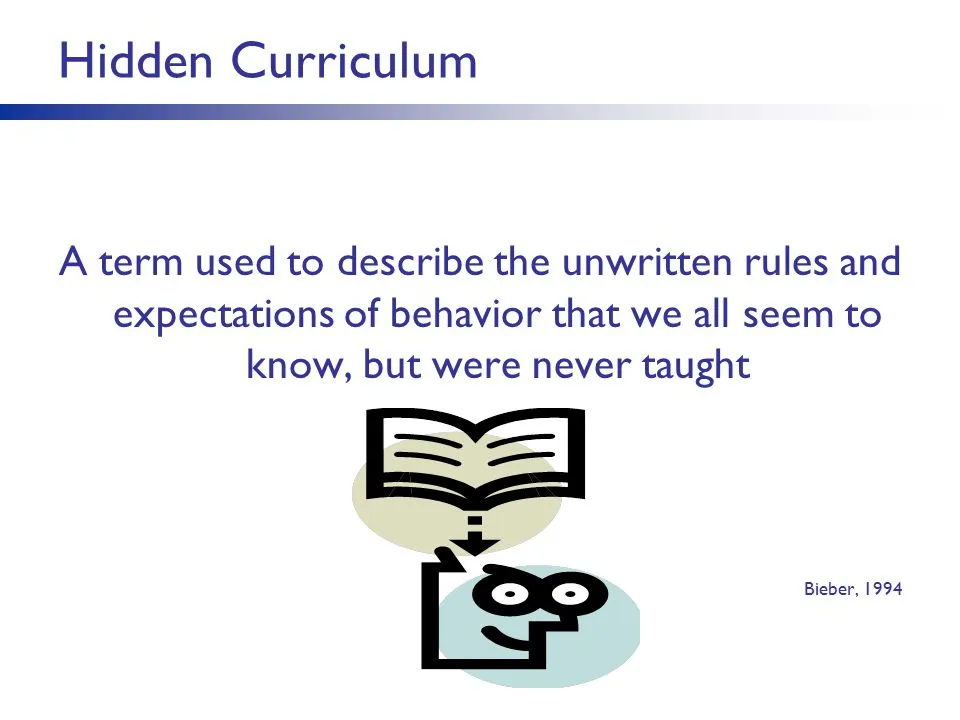 Hidden Curriculum
A term used to describe the unwritten rules and
expectations of behavior that we all seem to
know, but were never taught
Bieber, 1994